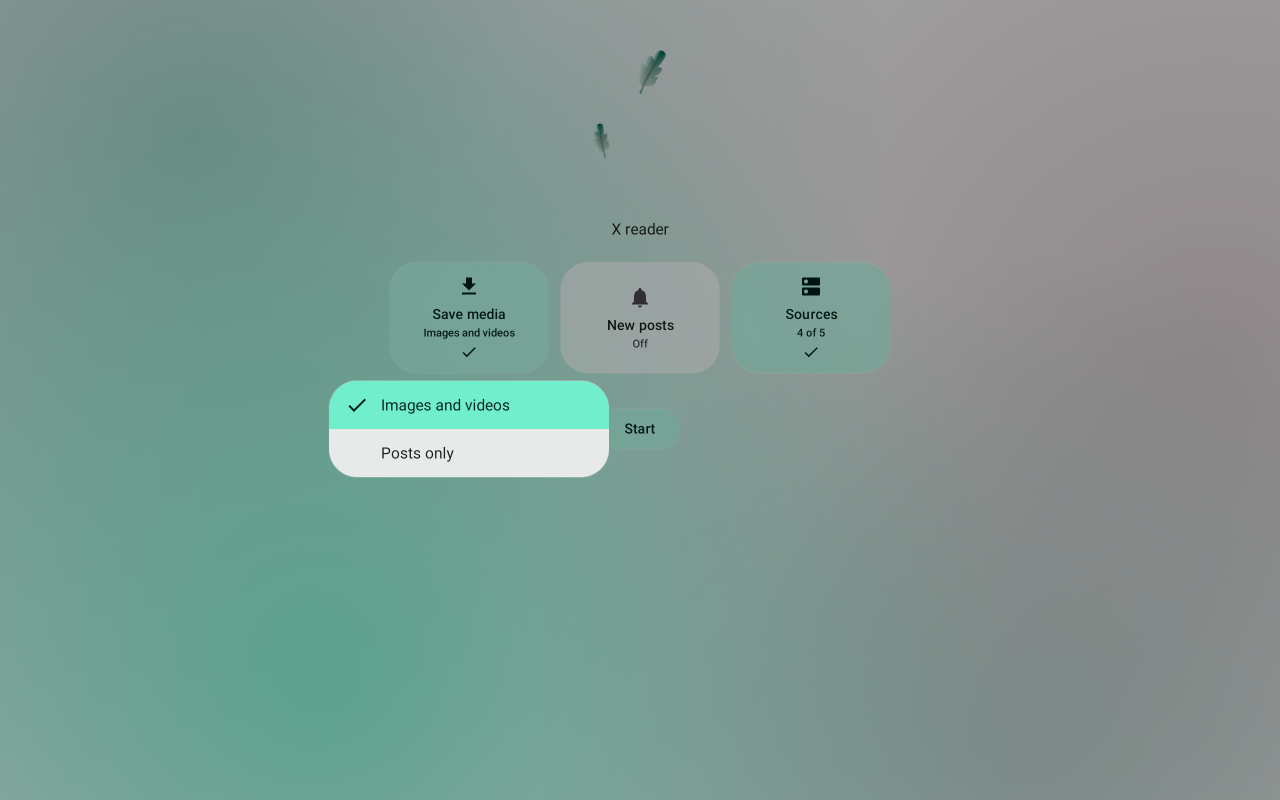 X reader
Save media
Images and videos
New posts
Off
Sources
4 of 5
Images and videos
Posts only
Start